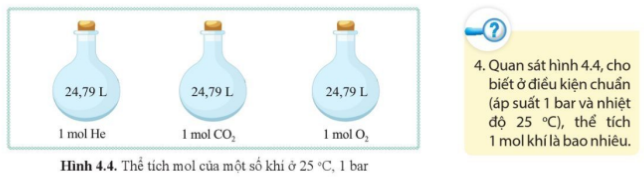 24,79 L 24,79 L 24,79 L
1 mol He 1 mol CO₂ 1 mol O₂
Hình 4.4. Thể tích mol của một số khí ở 25 °C, 1 bar
?
4. Quan sát hình 4.4, cho
biết ở điều kiện chuẩn
(áp suất 1 bar và nhiệt
độ 25 °C), thể tích
1 mol khí là bao nhiêu.